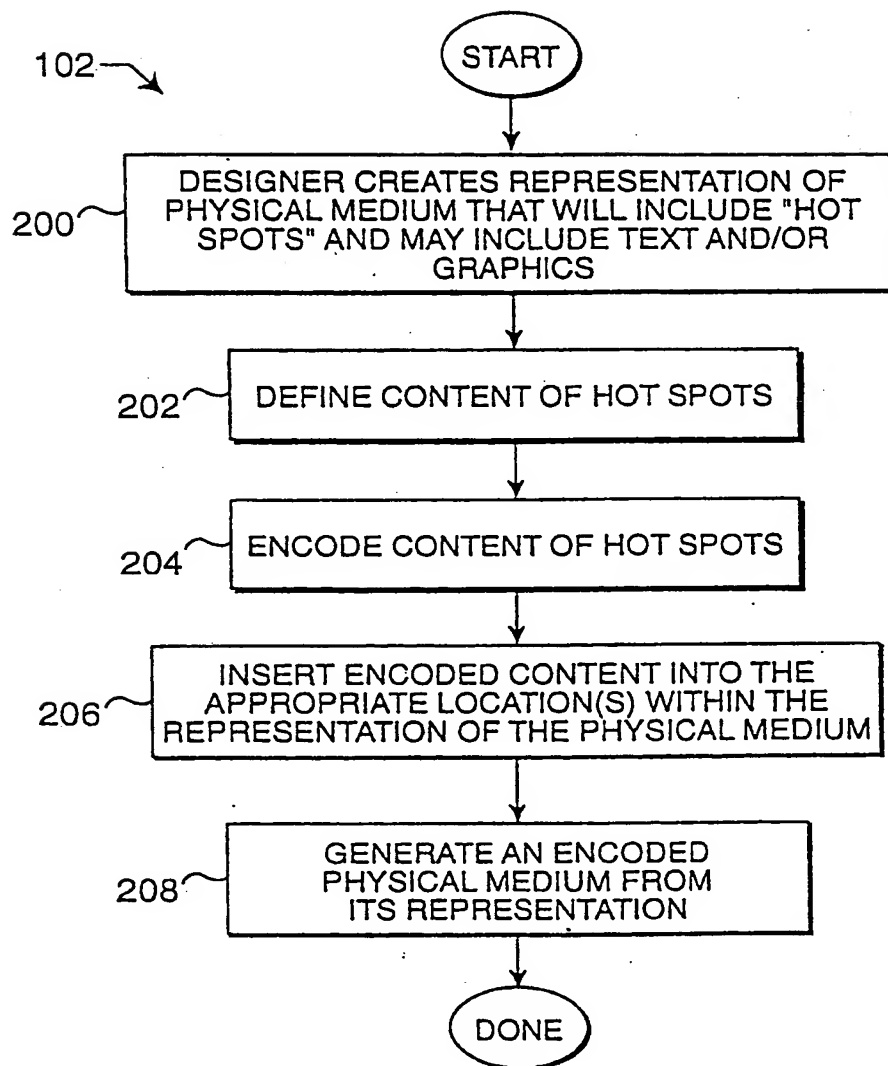 102
START
200
DESIGNER CREATES REPRESENTATION OF
PHYSICAL MEDIUM THAT WILL INCLUDE "HOT
SPOTS" AND MAY INCLUDE TEXT AND/OR
GRAPHICS
202
DEFINE CONTENT OF HOT SPOTS
204
ENCODE CONTENT OF HOT SPOTS
206
INSERT ENCODED CONTENT INTO THE
APPROPRIATE LOCATION(S) WITHIN THE
REPRESENTATION OF THE PHYSICAL MEDIUM
208
GENERATE AN ENCODED
PHYSICAL MEDIUM FROM
ITS REPRESENTATION
DONE